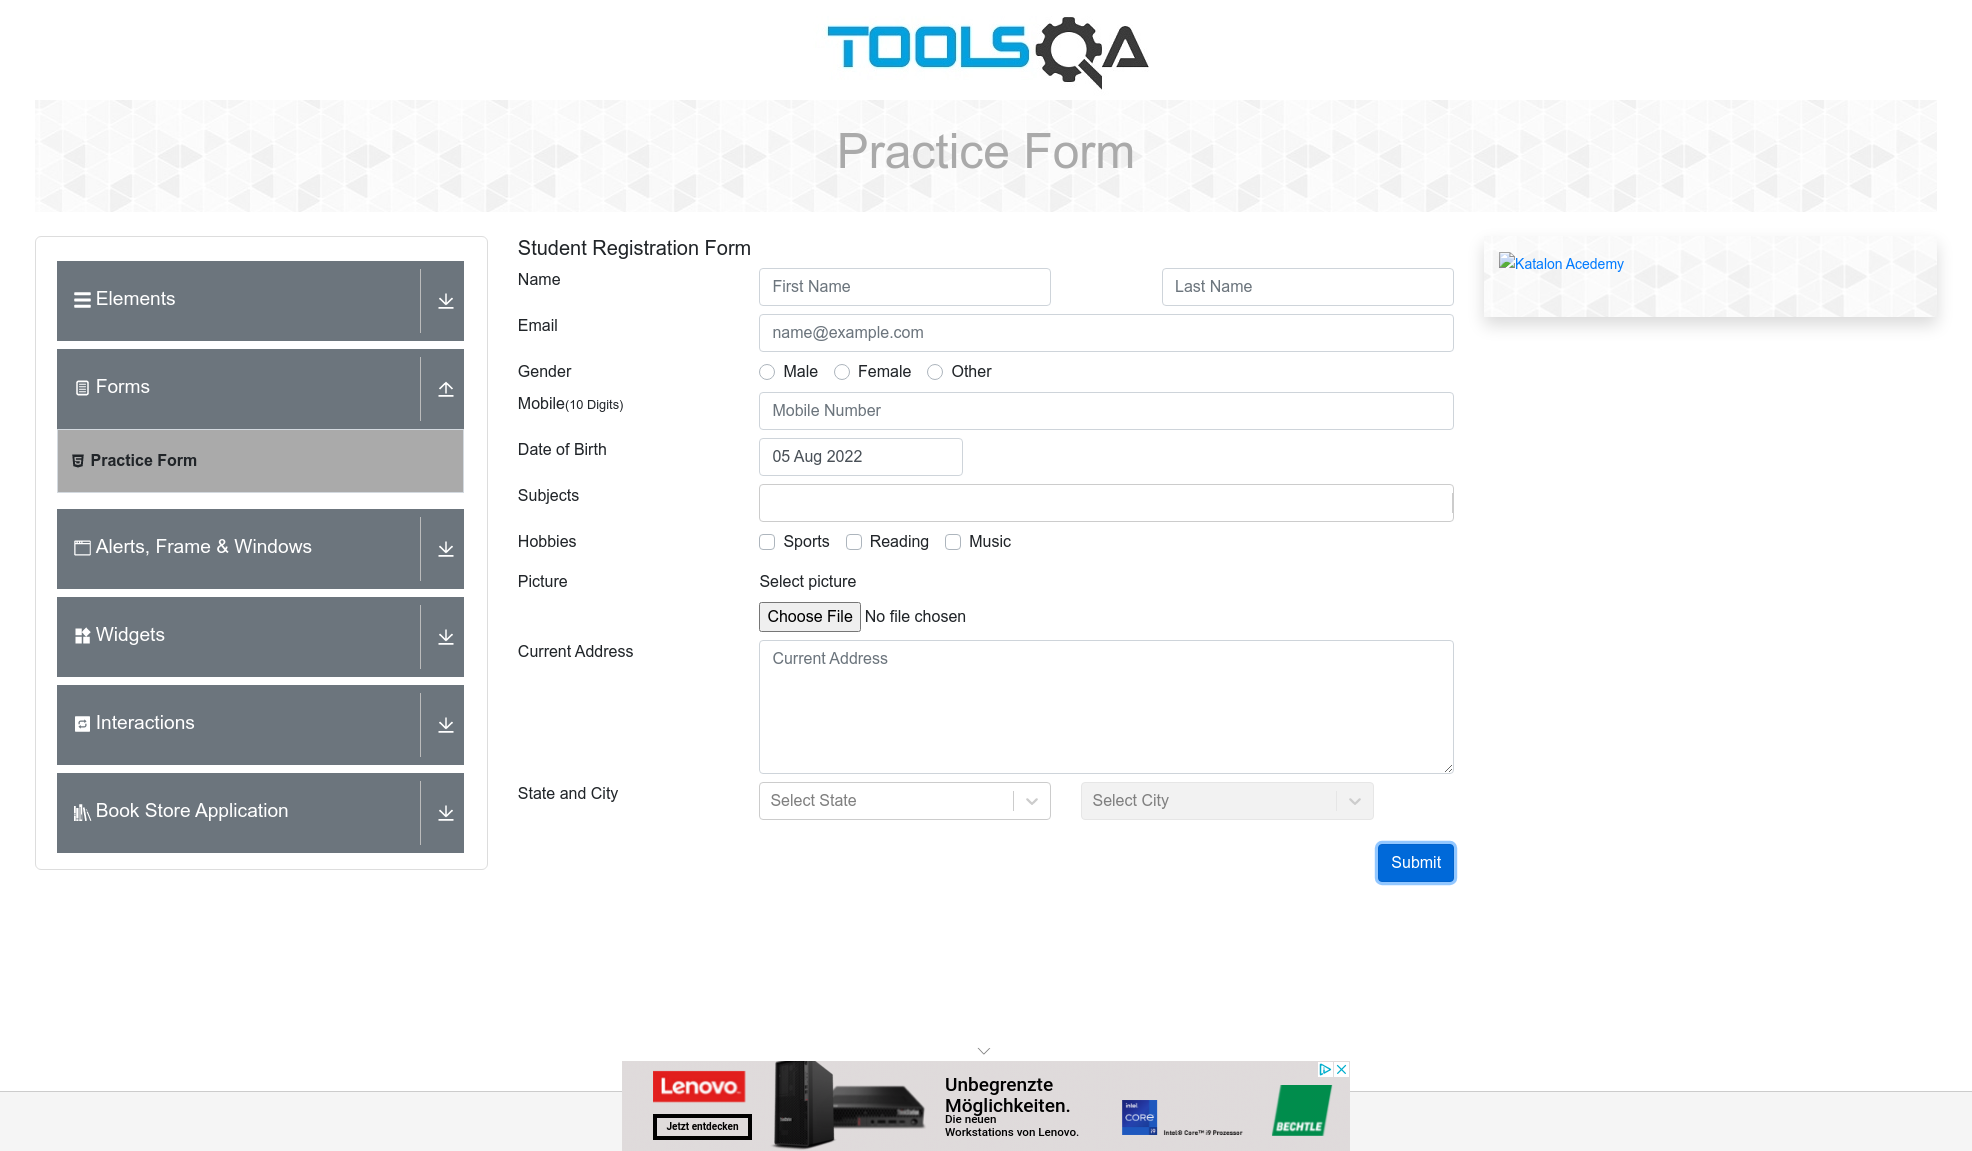 TOOLSQA
Practice Form
Elements
Forms
Practice Form
Alerts, Frame & Windows
Widgets
Interactions
Book Store Application
Student Registration Form
Name
First Name
Last Name
Email
name@example.com
Gender
Male Female Other
Mobile(10 Digits)
Mobile Number
Date of Birth
05 Aug 2022
Subjects
Hobbies
Sports Reading Music
Picture
Select picture
Choose File No file chosen
Current Address
Current Address
State and City
Select State
Select City
Submit
Katalon Acedemy
Lenovo
Jetzt entdecken
Unbegrenzte
Möglichkeiten.
Die neuen
Workstations von Lenovo.
intel
CORE
i9
Intel® Core™ i9 Prozessor
BECHTLE